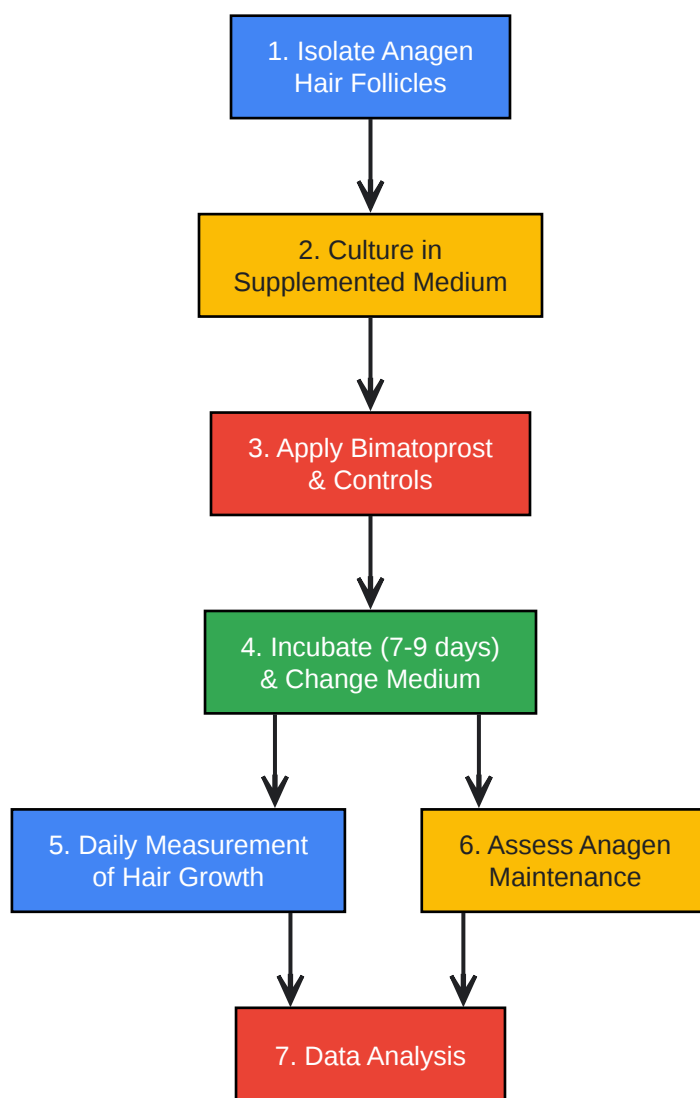 1. Isolate Anagen
Hair Follicles
2. Culture in
Supplemented Medium
3. Apply Bimatoprost
& Controls
4. Incubate (7-9 days)
& Change Medium
5. Daily Measurement
of Hair Growth
6. Assess Anagen
Maintenance
7. Data Analysis